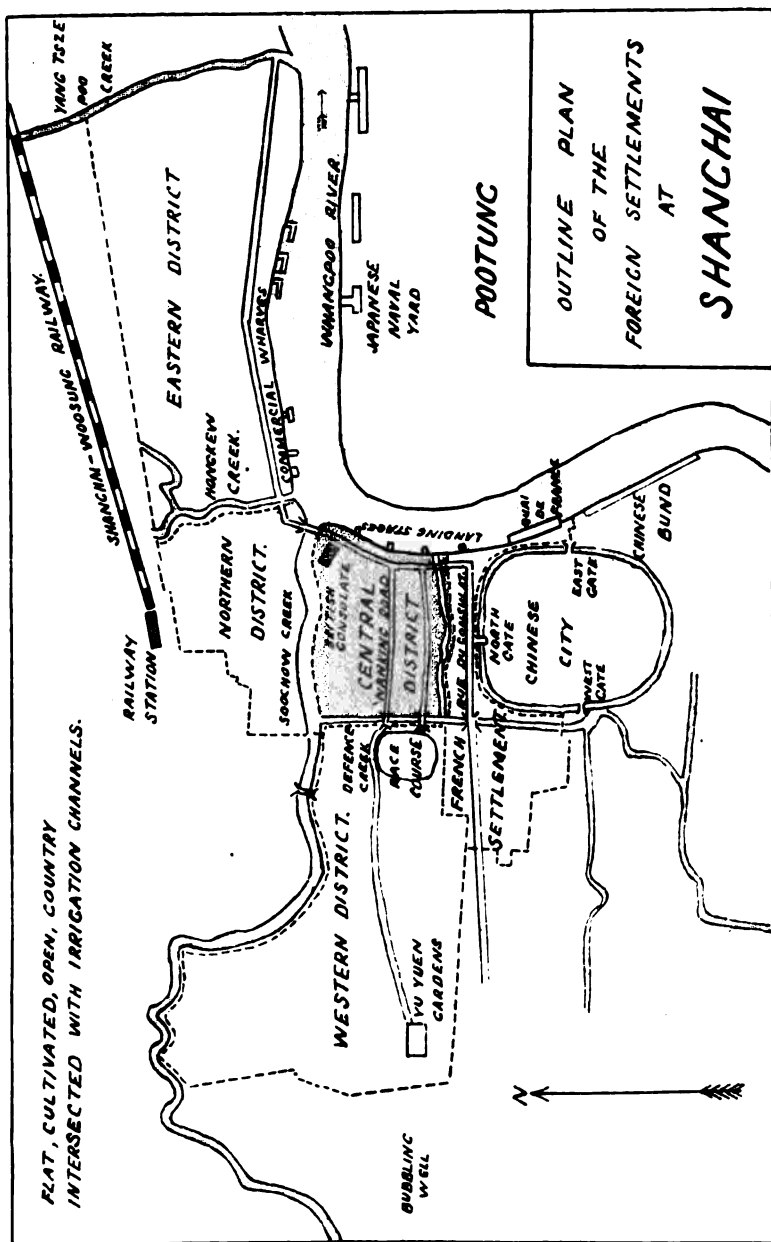 OUTLINE PLAN
OF THE
FOREIGN SETTLEMENTS
AT
SHANGHAI
FLAT, CULTIVATED, OPEN, COUNTRY
INTERSECTED WITH IRRIGATION CHANNELS.
RAILWAY
STATION
SHANGHAI-WOOSUNG RAILWAY.
YANG TSZE
POO
CREEK
EASTERN DISTRICT
HONGKEW
CREEK.
NORTHERN
DISTRICT.
SOOCHOW CREEK
COMMERCIAL WHARVES
WHANGPOO RIVER.
JAPANESE
NAVAL
YARD
POOTUNG
BRITISH
CONSULATE
CENTRAL
NANKING ROAD
DISTRICT
LANDING STAGES
DEFENCE
CREEK
RACE
COURSE
WESTERN DISTRICT.
YU YUEN
GARDENS
BUBBLING
WELL
FRENCH
SETTLEMENT
RUE DU CONSULAT
QUAI
DE
FRANCE
NORTH
GATE
CHINESE
CITY
EAST
GATE
WEST
GATE
CHINESE
BUND
N